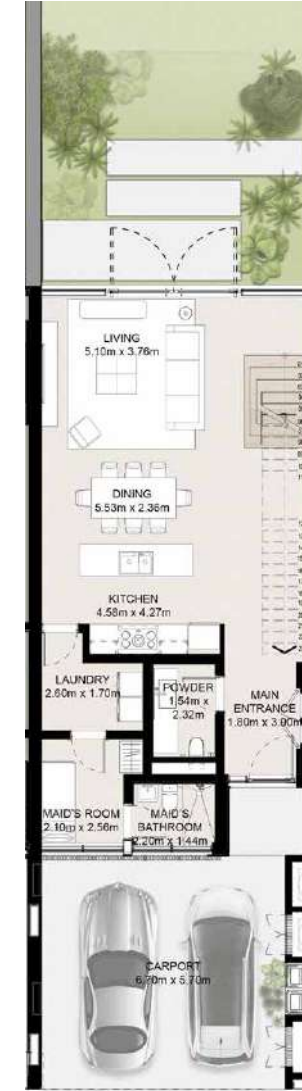 LIVING
5.10m x 3.76m
DINING
5.53m x 2.36m
KITCHEN
4.58m x 4.27m
LAUNDRY
2.60m x 1.70m
POWDER
1.54m x
2.32m
MAIN
ENTRANCE
1.80m x 3.00m
MAID'S ROOM
2.10m x 2.56m
MAID'S
BATHROOM
2.20m x 1.44m
CARPORT
6.70m x 5.70m